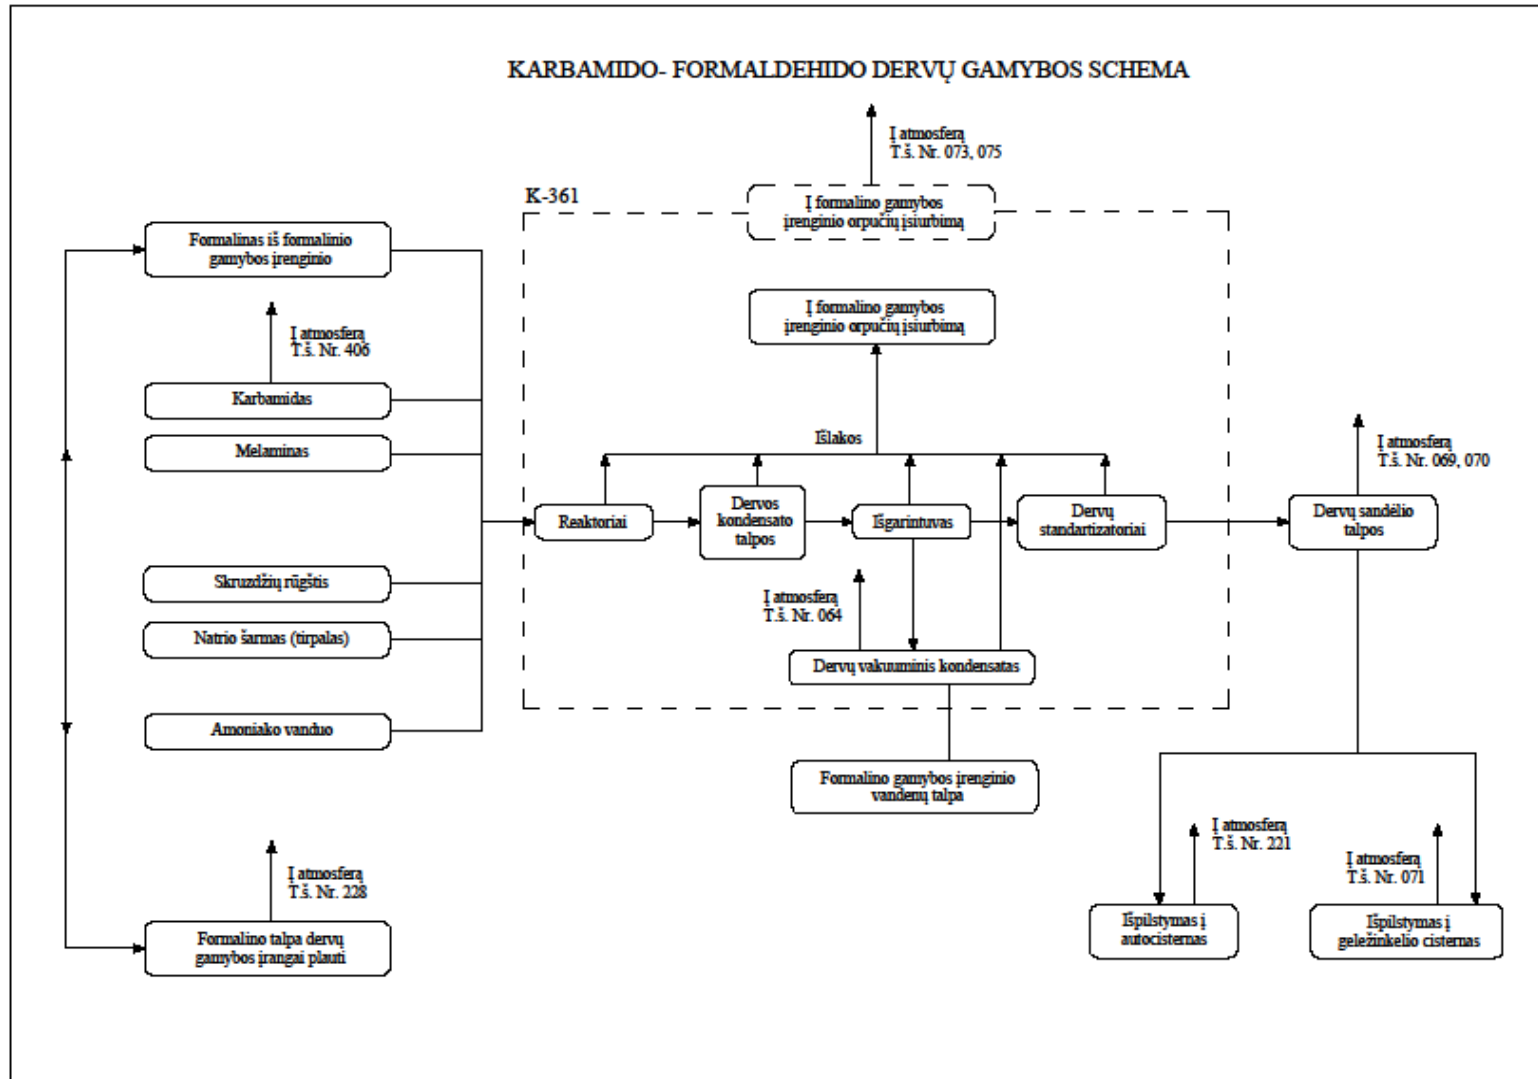 KARBAMIDO- FORMALDEHIDO DERVŲ GAMYBOS SCHEMA
Į atmosferą
T.š. Nr. 073, 075
K-361
Į formalino gamybos
įrenginio orpučių įsiurbimą
Formalinas iš formalinio
gamybos įrenginio
Į formalino gamybos
įrenginio orpučių įsiurbimą
Į atmosferą
T.š. Nr. 406
Karbamidas
Melaminas
Išlakos
Į atmosferą
T.š. Nr. 069, 070
Reaktoriai
Dervos
kondensato
talpos
Išgarintuvas
Dervų
standartizatoriai
Dervų sandėlio
talpos
Skruzdžių rūgštis
Į atmosferą
T.š. Nr. 064
Natrio šarmas (tirpalas)
Dervų vakuuminis kondensatas
Amoniako vanduo
Formalino gamybos įrenginio
vandenų talpa
Į atmosferą
T.š. Nr. 221
Į atmosferą
T.š. Nr. 071
Į atmosferą
T.š. Nr. 228
Formalino talpa dervų
gamybos įrangai plauti
Išpilstymas į
autocisternas
Išpilstymas į
geležinkelio cisternas